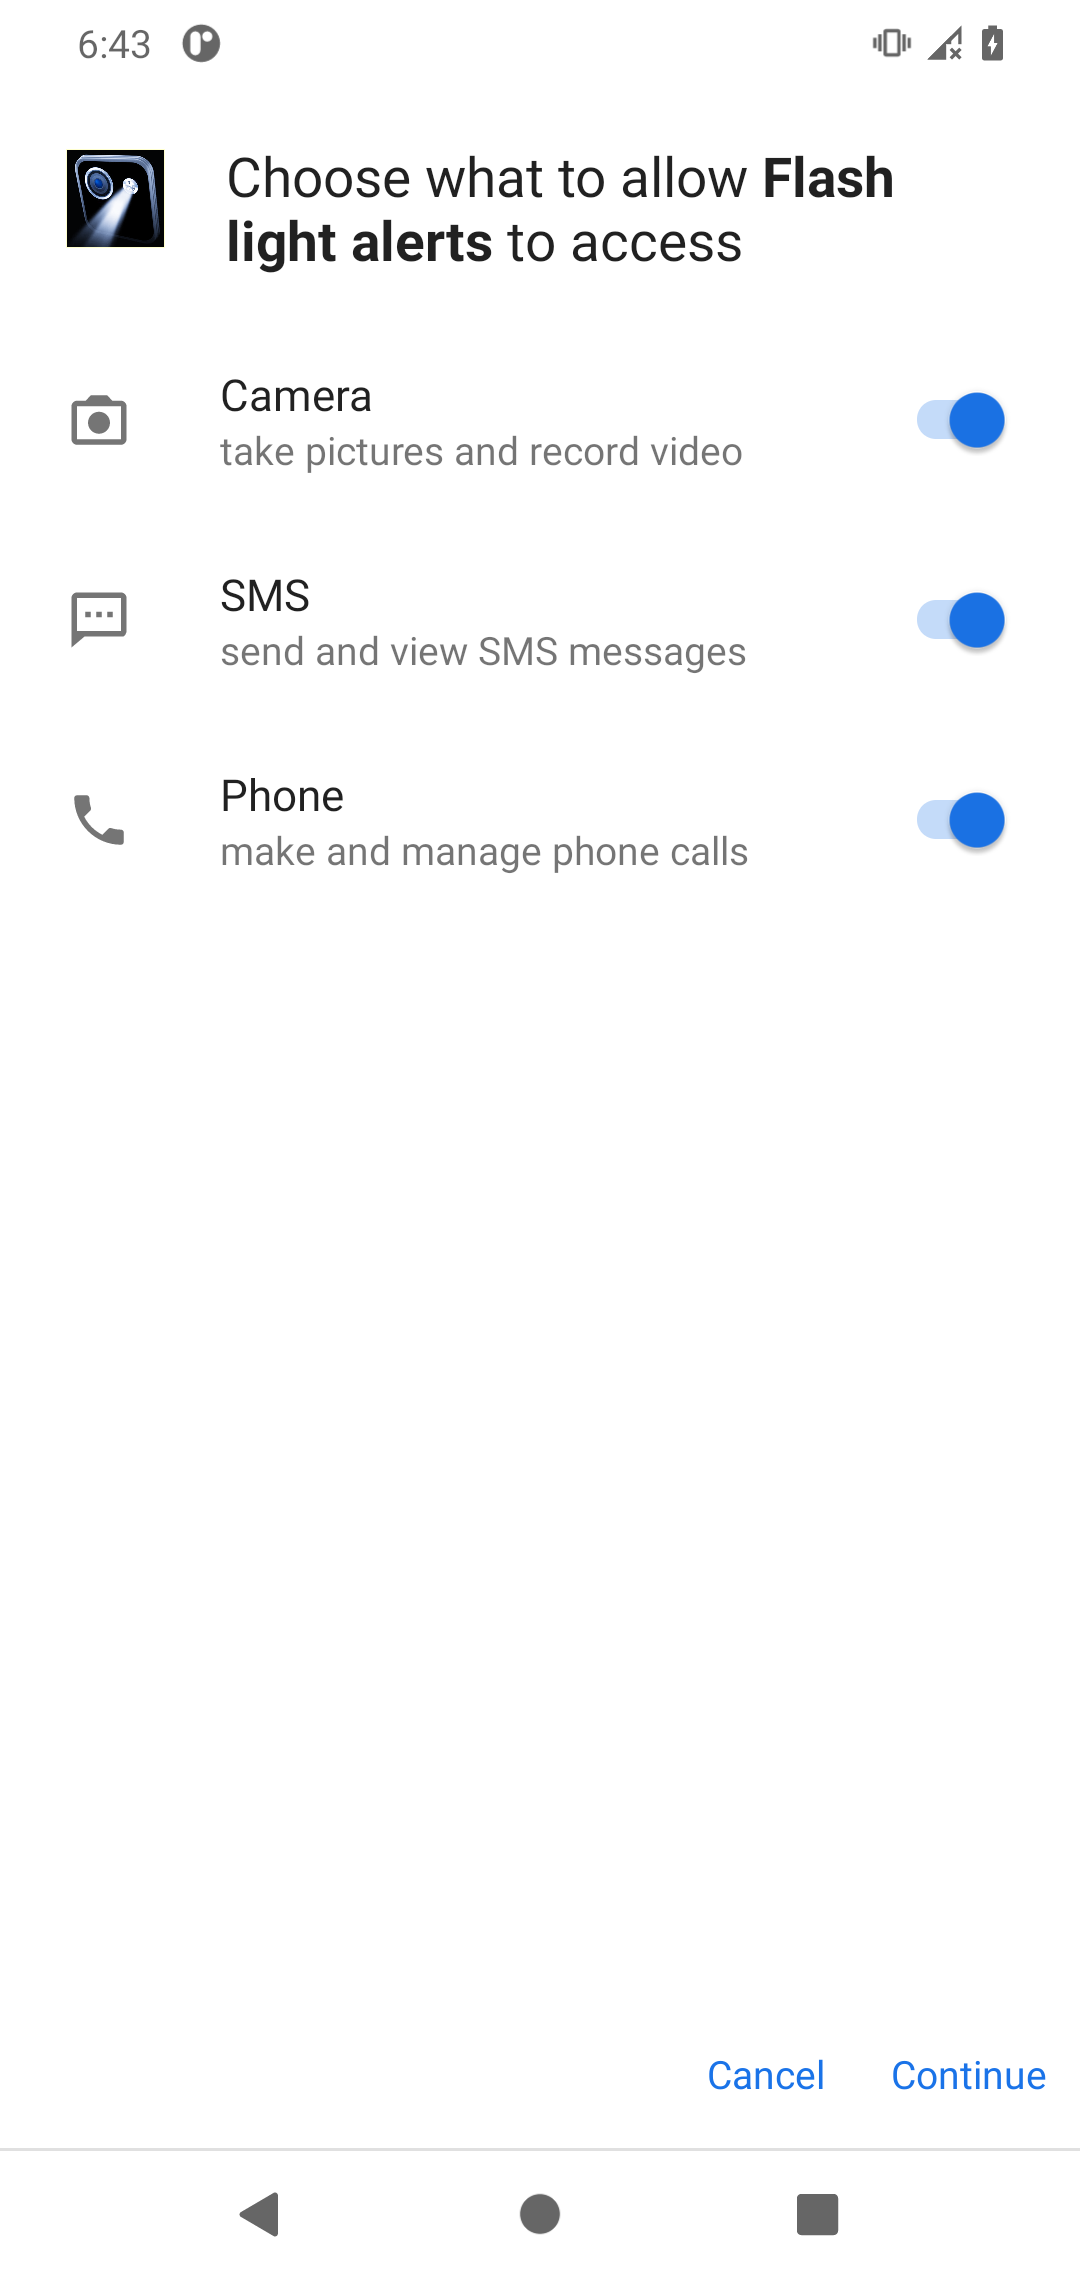 6:43
Choose what to allow Flash
light alerts to access
Camera
take pictures and record video
SMS
send and view SMS messages
Phone
make and manage phone calls
Cancel Continue